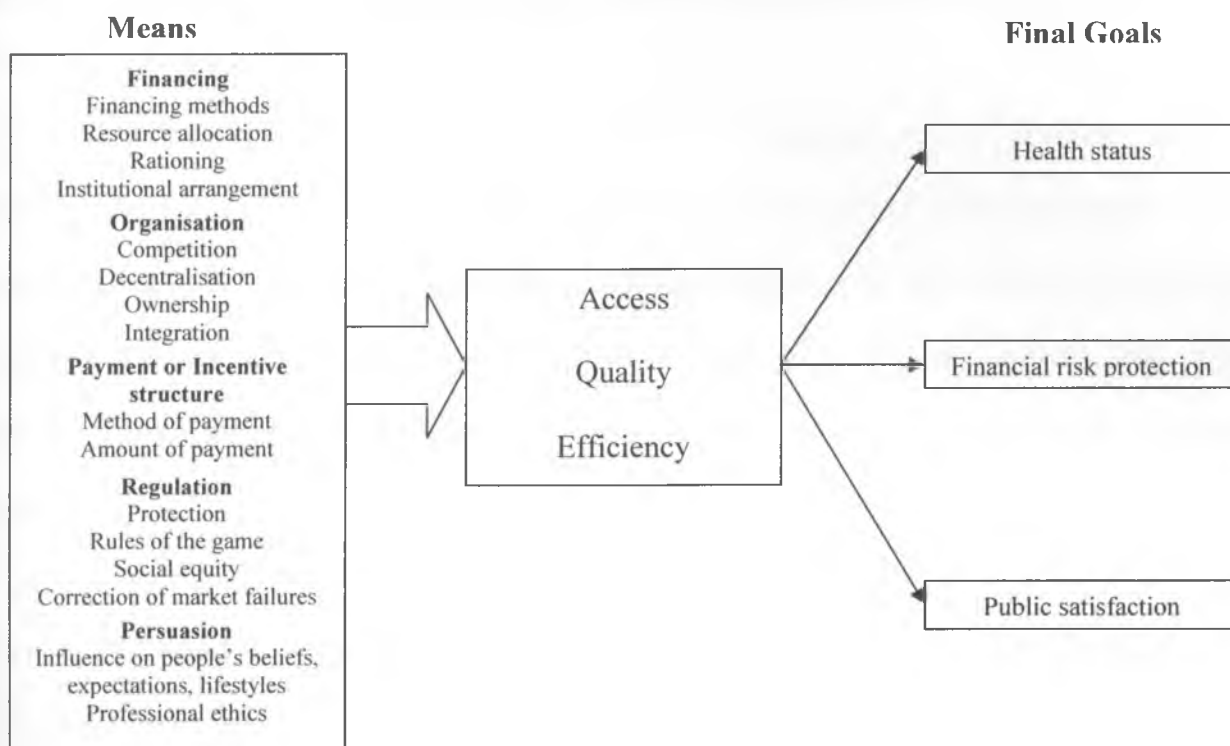 Means
Financing
Financing methods
Resource allocation
Rationing
Institutional arrangement
Organisation
Competition
Decentralisation
Ownership
Integration
Payment or Incentive
structure
Method of payment
Amount of payment
Regulation
Protection
Rules of the game
Social equity
Correction of market failures
Persuasion
Influence on people's beliefs,
expectations, lifestyles
Professional ethics
Access
Quality
Efficiency
Final Goals
Health status
Financial risk protection
Public satisfaction